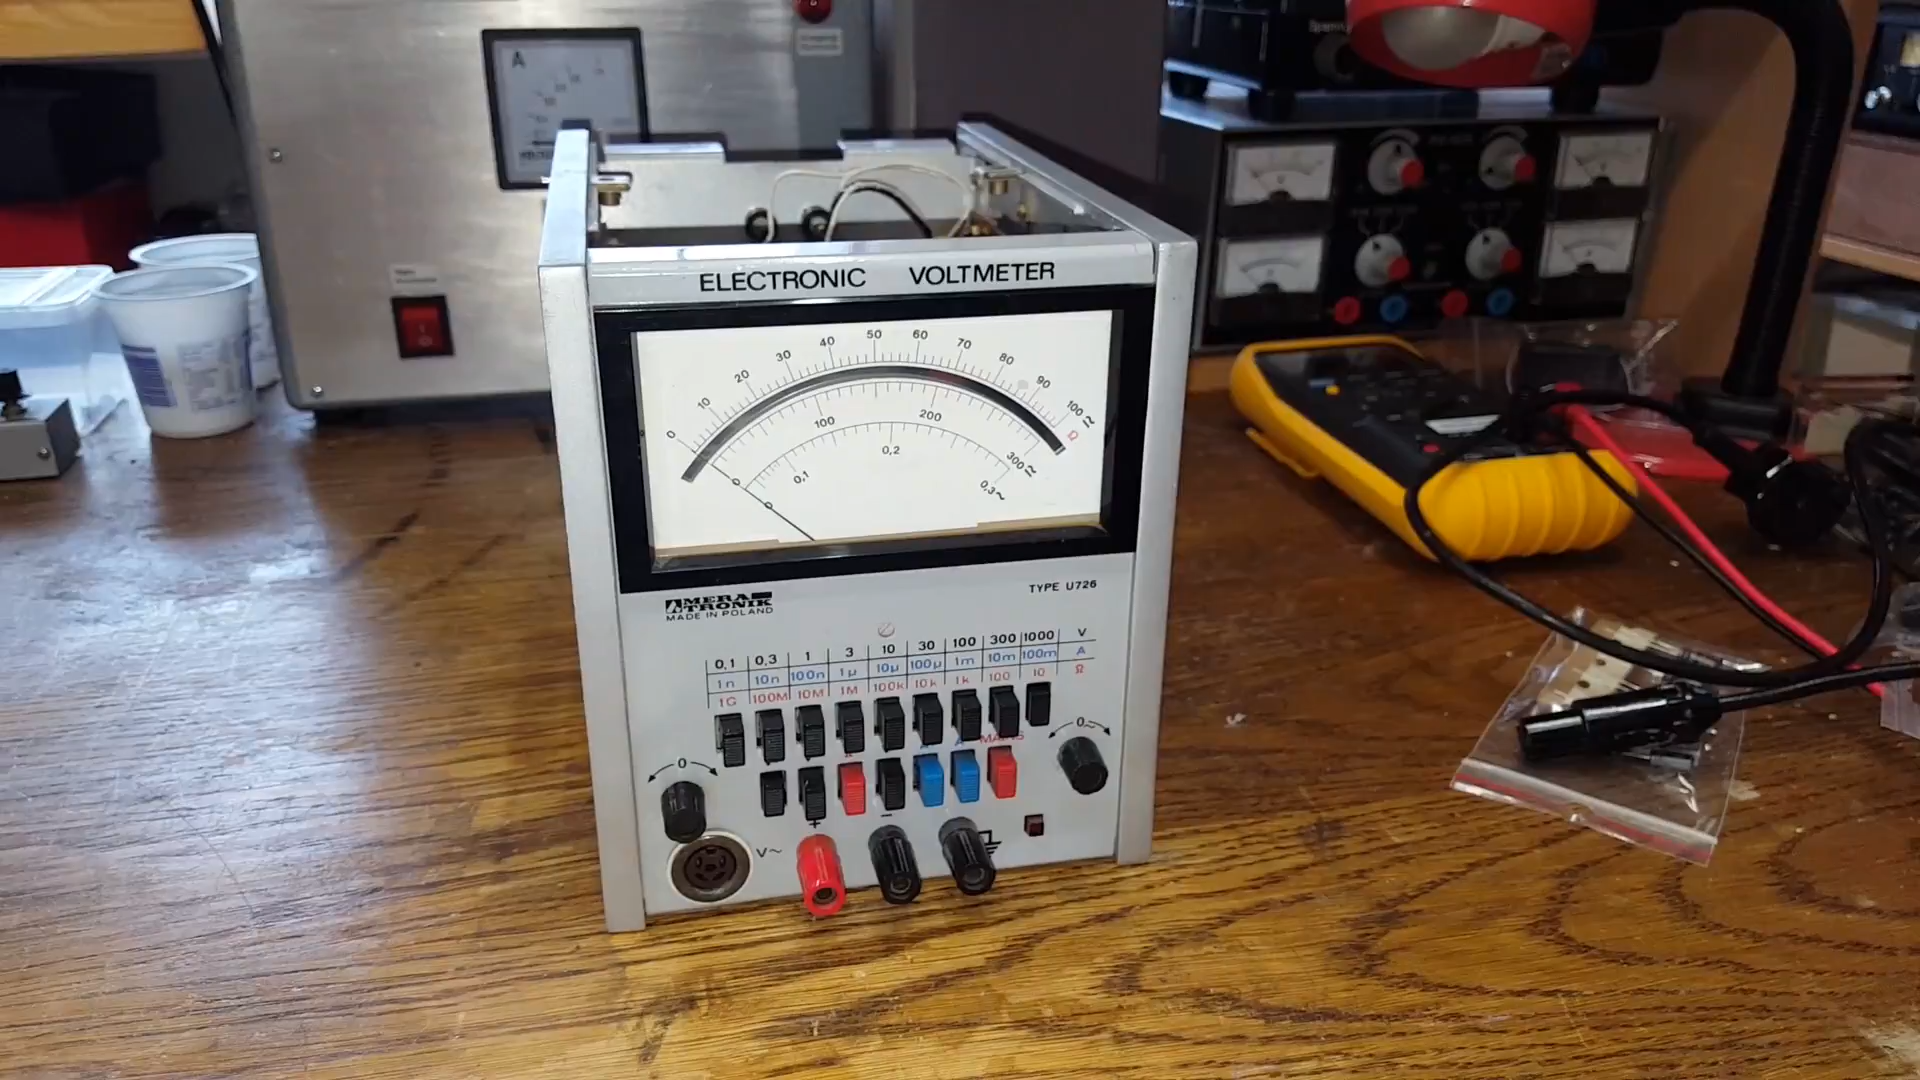 A
ELECTRONIC VOLTMETER
0 10 20 30 40 50 60 70 80 90 100
Ω
0 100 200 300
0 0,1 0,2 0,3
MERA
TRONIK
MADE IN POLAND
TYPE U726
0,1 0,3 1 3 10 30 100 300 1000 V
1n 10n 100n 1μ 10μ 100μ 1m 10m 100m A
1G 100M 10M 1M 100k 10k 1k 100 10 Ω
MAINS
0 0
+ −
V~